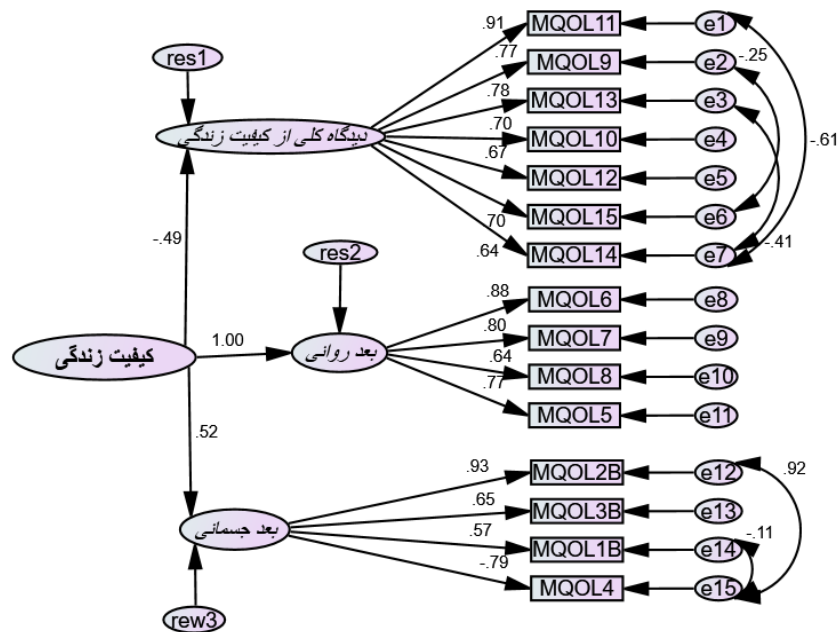 .91 MQOL11 e1
res1 .77 MQOL9 e2 -.25
.78 MQOL13 e3
دیدگاه کلی از کیفیت زندگی .70 MQOL10 e4 -.61
.67 MQOL12 e5
.70 MQOL15 e6
-.49 .64 MQOL14 e7 -.41
res2
.88 MQOL6 e8
.80 MQOL7 e9
کیفیت زندگی 1.00 بعد روانی .64 MQOL8 e10
.77 MQOL5 e11
.52
.93 MQOL2B e12 .92
.65 MQOL3B e13
بعد جسمانی .57 MQOL1B e14 -.11
-.79 MQOL4 e15
rew3